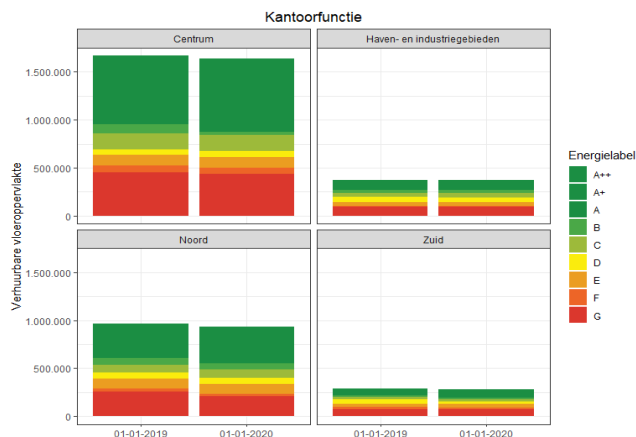 Kantoorfunctie
Centrum
Haven- en industriegebieden
1.500.000
1.000.000
500.000
0
Noord
Zuid
1.500.000
1.000.000
500.000
0
01-01-2019
01-01-2020
01-01-2019
01-01-2020
Verhuurbare vloeroppervlakte
Energielabel
A++
A+
A
B
C
D
E
F
G